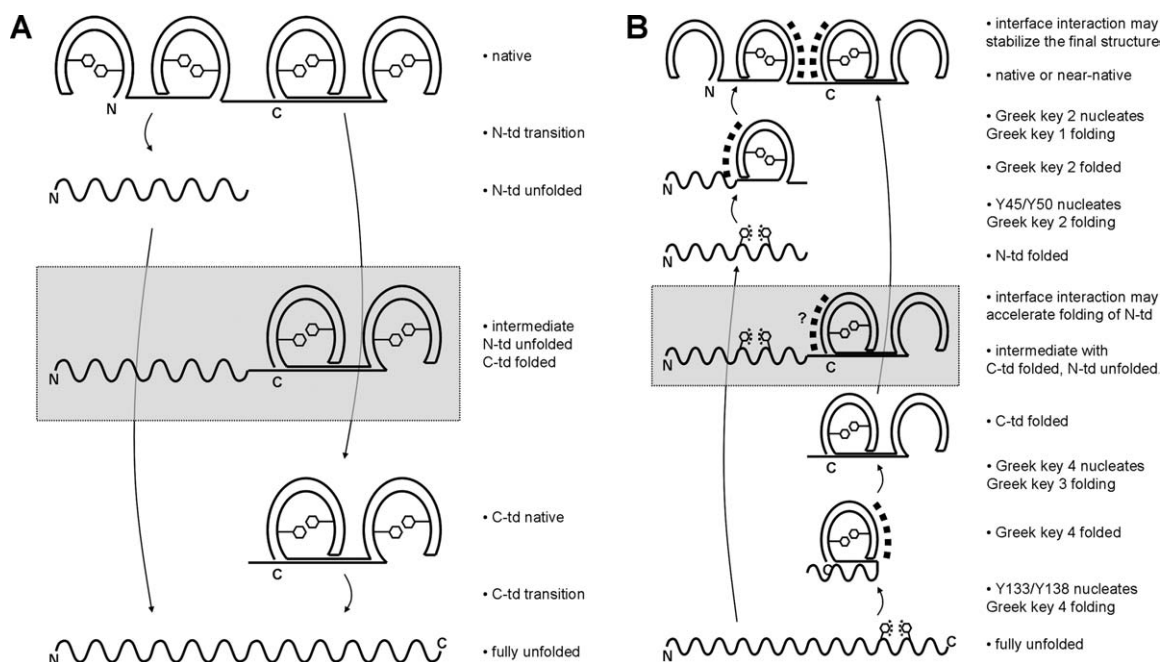 A
N
C
• native
• N-td transition
N
• N-td unfolded
N
C
• intermediate
N-td unfolded
C-td folded
C
• C-td native
• C-td transition
N
C
• fully unfolded
B
N
C
• interface interaction may
stabilize the final structure
• native or near-native
• Greek key 2 nucleates
Greek key 1 folding
N
• Greek key 2 folded
• Y45/Y50 nucleates
Greek key 2 folding
N
• N-td folded
?
N
C
• interface interaction may
accelerate folding of N-td
• intermediate with
C-td folded, N-td unfolded.
C
• C-td folded
• Greek key 4 nucleates
Greek key 3 folding
C
• Greek key 4 folded
• Y133/Y138 nucleates
Greek key 4 folding
N
C
• fully unfolded